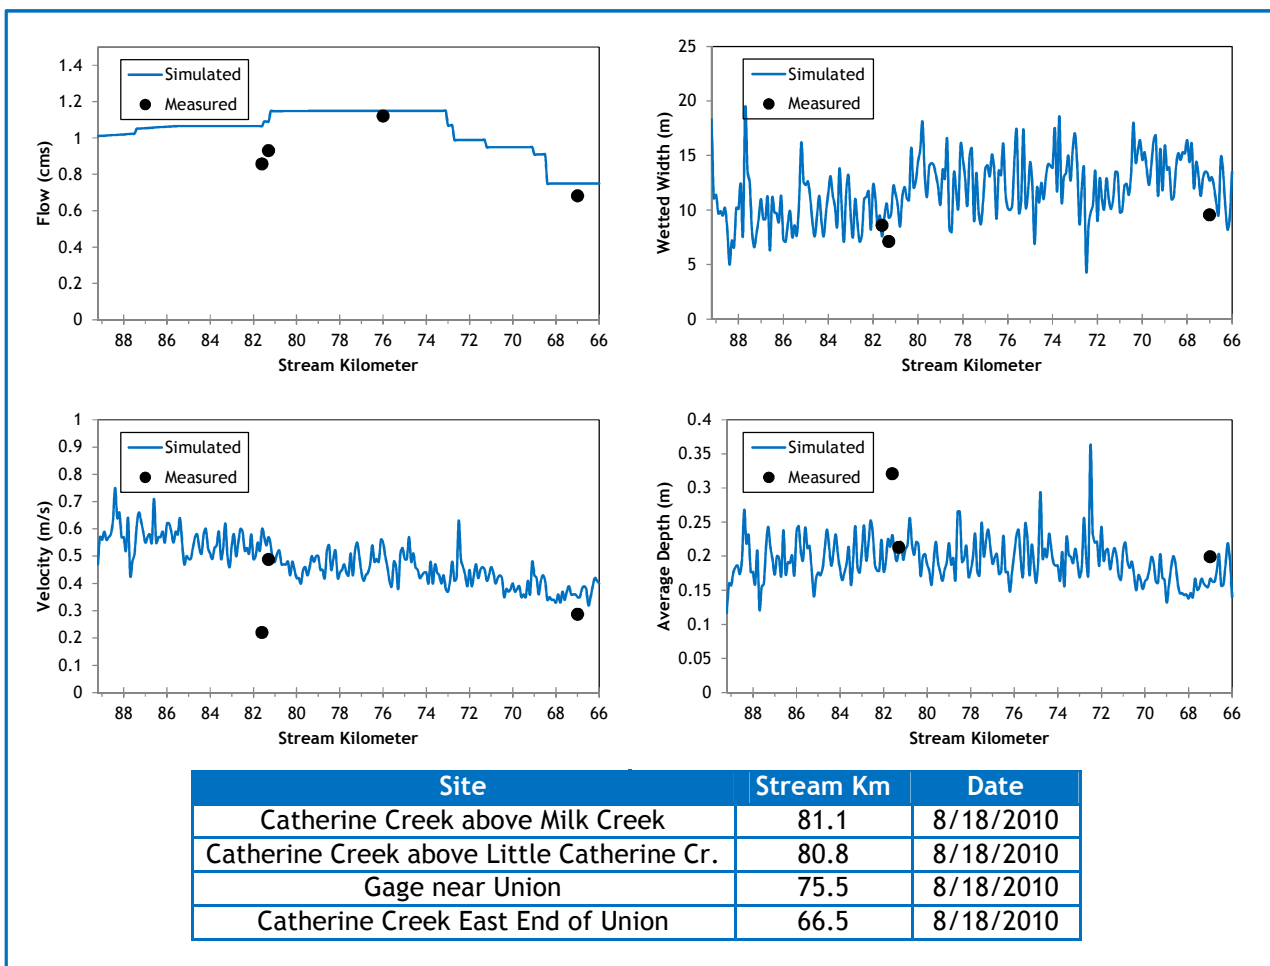 1.4
1.2
1
0.8
0.6
0.4
0.2
0
Flow (cms)
Simulated
Measured
88 86 84 82 80 78 76 74 72 70 68 66
Stream Kilometer
25
20
15
10
5
0
Wetted Width (m)
Simulated
Measured
88 86 84 82 80 78 76 74 72 70 68 66
Stream Kilometer
1
0.9
0.8
0.7
0.6
0.5
0.4
0.3
0.2
0.1
0
Velocity (m/s)
Simulated
Measured
88 86 84 82 80 78 76 74 72 70 68 66
Stream Kilometer
0.4
0.35
0.3
0.25
0.2
0.15
0.1
0.05
0
Average Depth (m)
Simulated
Measured
88 86 84 82 80 78 76 74 72 70 68 66
Stream Kilometer
Site Stream Km Date
Catherine Creek above Milk Creek 81.1 8/18/2010
Catherine Creek above Little Catherine Cr. 80.8 8/18/2010
Gage near Union 75.5 8/18/2010
Catherine Creek East End of Union 66.5 8/18/2010